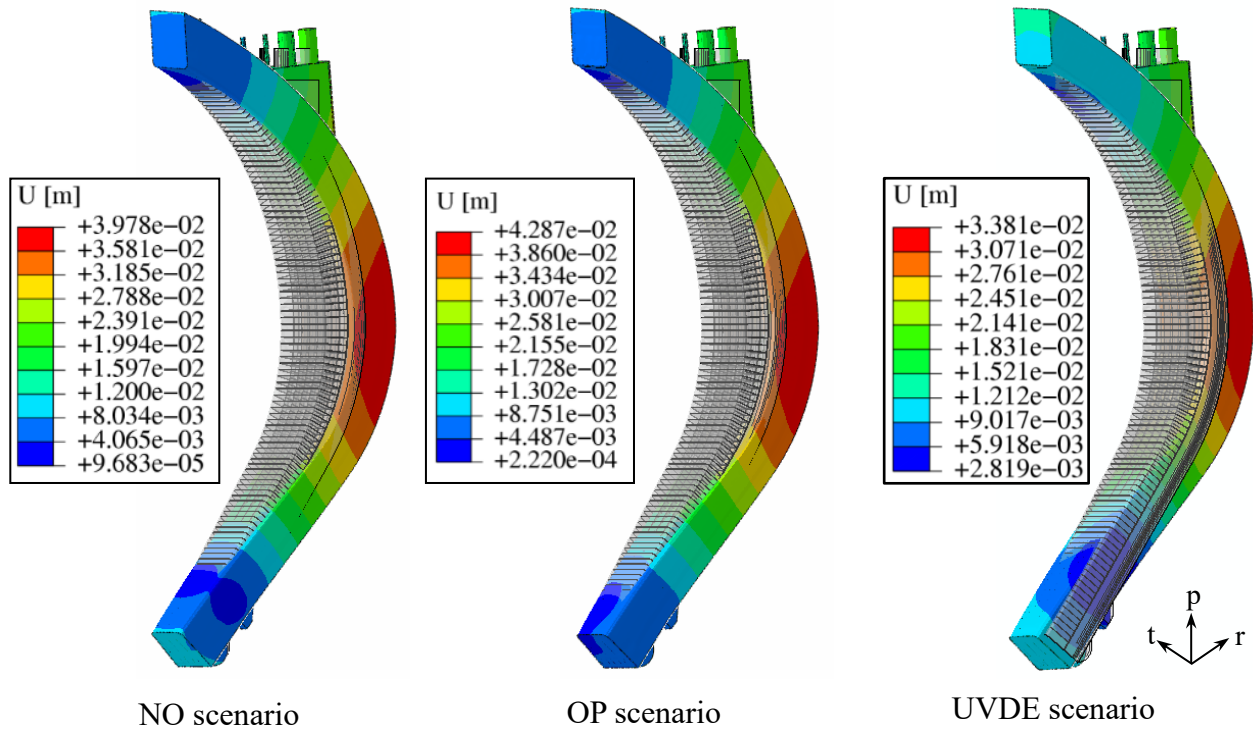 U [m]
+3.978e−02
+3.581e−02
+3.185e−02
+2.788e−02
+2.391e−02
+1.994e−02
+1.597e−02
+1.200e−02
+8.034e−03
+4.065e−03
+9.683e−05
U [m]
+4.287e−02
+3.860e−02
+3.434e−02
+3.007e−02
+2.581e−02
+2.155e−02
+1.728e−02
+1.302e−02
+8.751e−03
+4.487e−03
+2.220e−04
U [m]
+3.381e−02
+3.071e−02
+2.761e−02
+2.451e−02
+2.141e−02
+1.831e−02
+1.521e−02
+1.212e−02
+9.017e−03
+5.918e−03
+2.819e−03
p
t
r
NO scenario
OP scenario
UVDE scenario